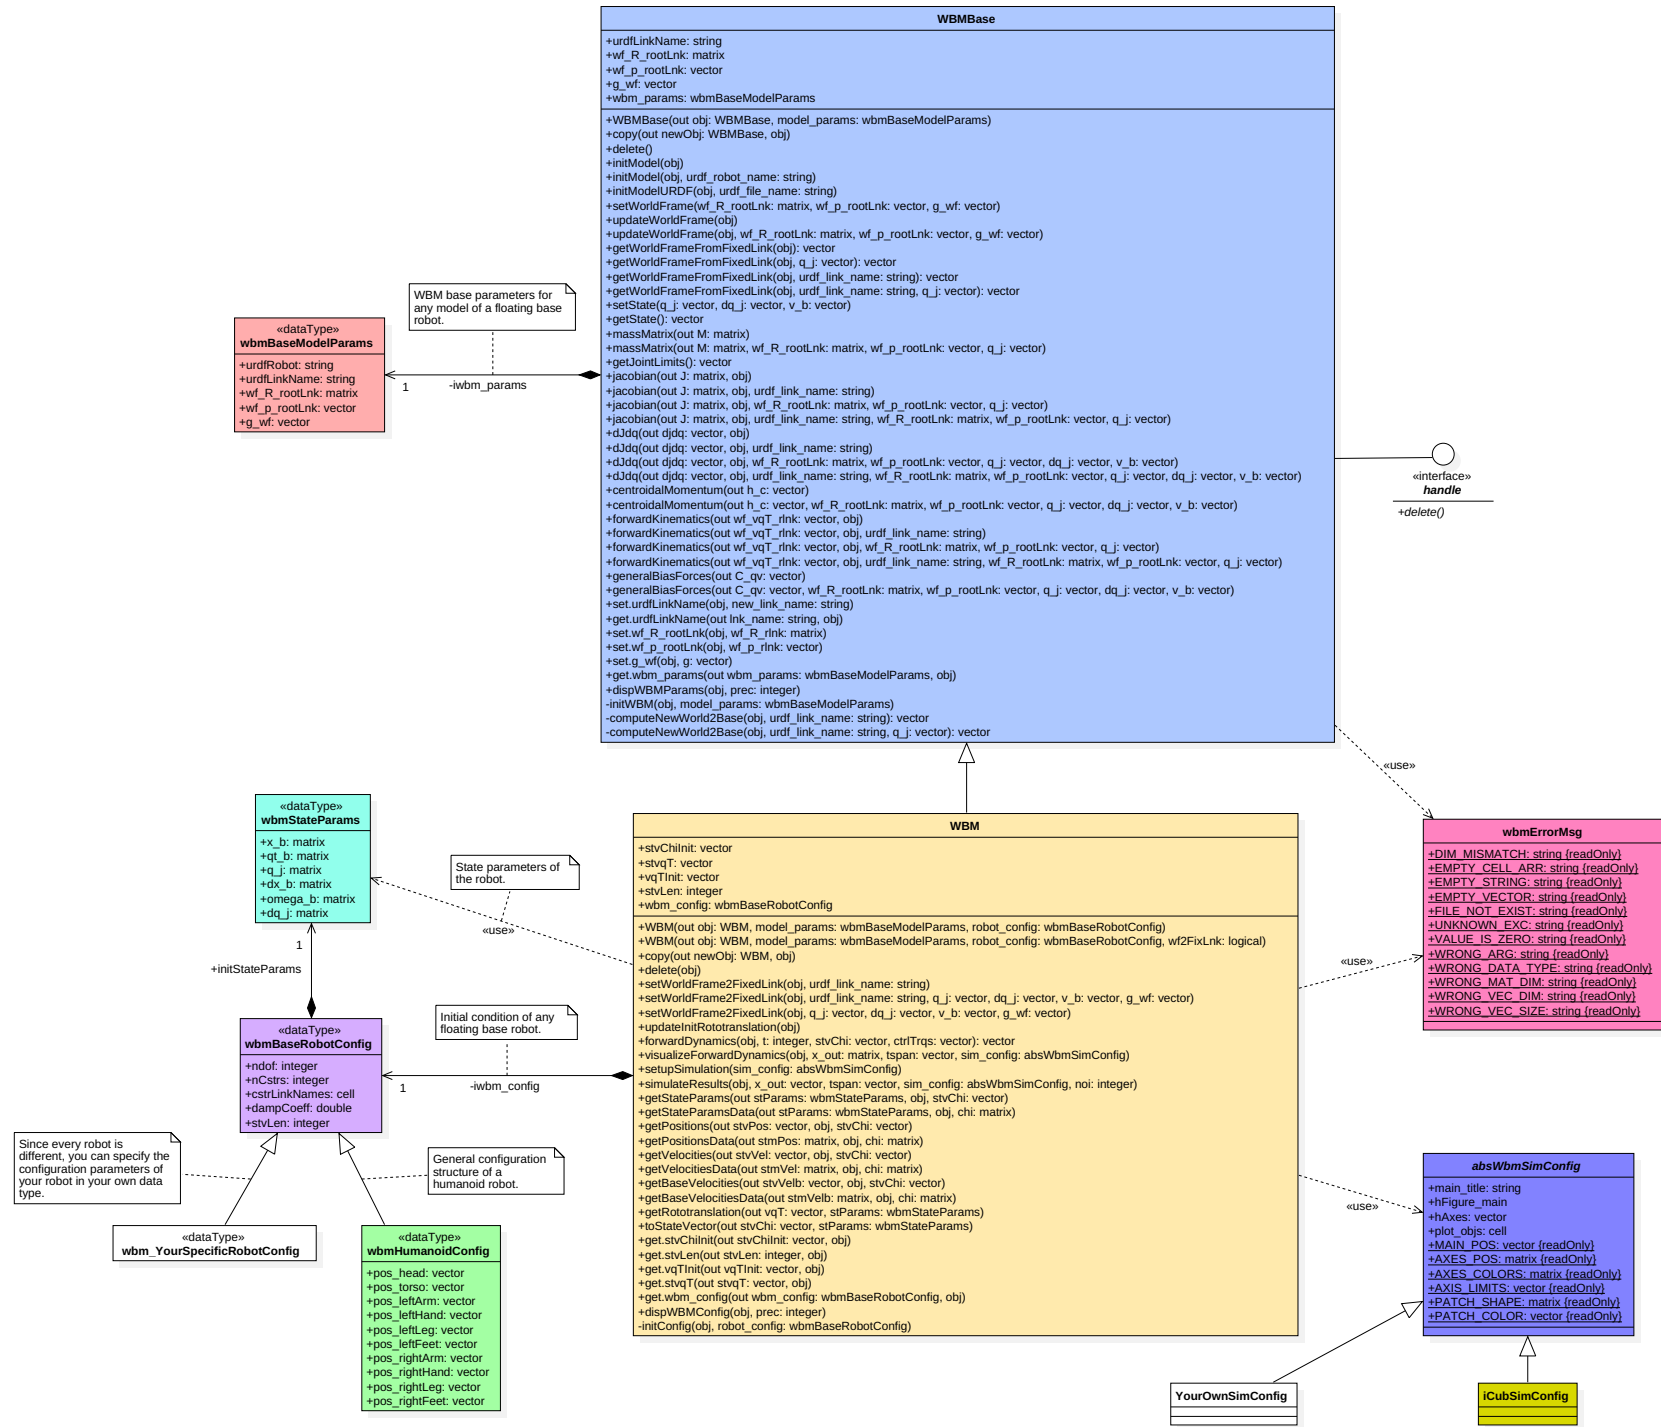 WBMBase
+urdfLinkName: string
+wf_R_rootLnk: matrix
+wf_p_rootLnk: vector
+g_wf: vector
+wbm_params: wbmBaseModelParams
+WBMBase(out obj: WBMBase, model_params: wbmBaseModelParams)
+copy(out newObj: WBMBase, obj)
+delete()
+initModel(obj)
+initModel(obj, urdf_robot_name: string)
+initModelURDF(obj, urdf_file_name: string)
+setWorldFrame(wf_R_rootLnk: matrix, wf_p_rootLnk: vector, g_wf: vector)
+updateWorldFrame(obj)
+updateWorldFrame(obj, wf_R_rootLnk: matrix, wf_p_rootLnk: vector, g_wf: vector)
+getWorldFrameFromFixedLink(obj): vector
+getWorldFrameFromFixedLink(obj, q_j: vector): vector
+getWorldFrameFromFixedLink(obj, urdf_link_name: string): vector
+getWorldFrameFromFixedLink(obj, urdf_link_name: string, q_j: vector): vector
+setState(q_j: vector, dq_j: vector, v_b: vector)
+getState(): vector
+massMatrix(out M: matrix)
+massMatrix(out M: matrix, wf_R_rootLnk: matrix, wf_p_rootLnk: vector, q_j: vector)
+getJointLimits(): vector
+jacobian(out J: matrix, obj)
+jacobian(out J: matrix, obj, urdf_link_name: string)
+jacobian(out J: matrix, obj, wf_R_rootLnk: matrix, wf_p_rootLnk: vector, q_j: vector)
+jacobian(out J: matrix, obj, urdf_link_name: string, wf_R_rootLnk: matrix, wf_p_rootLnk: vector, q_j: vector)
+dJdq(out djdq: vector, obj)
+dJdq(out djdq: vector, obj, urdf_link_name: string)
+dJdq(out djdq: vector, obj, wf_R_rootLnk: matrix, wf_p_rootLnk: vector, q_j: vector, dq_j: vector, v_b: vector)
+dJdq(out djdq: vector, obj, urdf_link_name: string, wf_R_rootLnk: matrix, wf_p_rootLnk: vector, q_j: vector, dq_j: vector, v_b: vector)
+centroidalMomentum(out h_c: vector)
+centroidalMomentum(out h_c: vector, wf_R_rootLnk: matrix, wf_p_rootLnk: vector, q_j: vector, dq_j: vector, v_b: vector)
+forwardKinematics(out wf_vqT_rlnk: vector, obj)
+forwardKinematics(out wf_vqT_rlnk: vector, obj, urdf_link_name: string)
+forwardKinematics(out wf_vqT_rlnk: vector, obj, wf_R_rootLnk: matrix, wf_p_rootLnk: vector, q_j: vector)
+forwardKinematics(out wf_vqT_rlnk: vector, obj, urdf_link_name: string, wf_R_rootLnk: matrix, wf_p_rootLnk: vector, q_j: vector)
+generalBiasForces(out C_qv: vector)
+generalBiasForces(out C_qv: vector, wf_R_rootLnk: matrix, wf_p_rootLnk: vector, q_j: vector, dq_j: vector, v_b: vector)
+set.urdfLinkName(obj, new_link_name: string)
+get.urdfLinkName(out lnk_name: string, obj)
+set.wf_R_rootLnk(obj, wf_R_rlnk: matrix)
+set.wf_p_rootLnk(obj, wf_p_rlnk: vector)
+set.g_wf(obj, g: vector)
+get.wbm_params(out wbm_params: wbmBaseModelParams, obj)
+dispWBMParams(obj, prec: integer)
-initWBM(obj, model_params: wbmBaseModelParams)
-computeNewWorld2Base(obj, urdf_link_name: string): vector
-computeNewWorld2Base(obj, urdf_link_name: string, q_j: vector): vector
WBM base parameters for
any model of a floating base
robot.
«dataType»
wbmBaseModelParams
+urdfRobot: string
+urdfLinkName: string
+wf_R_rootLnk: matrix
+wf_p_rootLnk: vector
+g_wf: vector
1
-iwbm_params
«interface»
handle
+delete()
«use»
«dataType»
wbmStateParams
+x_b: matrix
+qt_b: matrix
+q_j: matrix
+dx_b: matrix
+omega_b: matrix
+dq_j: matrix
State parameters of
the robot.
«use»
1
+initStateParams
WBM
+stvChiInit: vector
+stvqT: vector
+vqTInit: vector
+stvLen: integer
+wbm_config: wbmBaseRobotConfig
+WBM(out obj: WBM, model_params: wbmBaseModelParams, robot_config: wbmBaseRobotConfig)
+WBM(out obj: WBM, model_params: wbmBaseModelParams, robot_config: wbmBaseRobotConfig, wf2FixLnk: logical)
+copy(out newObj: WBM, obj)
+delete(obj)
+setWorldFrame2FixedLink(obj, urdf_link_name: string)
+setWorldFrame2FixedLink(obj, urdf_link_name: string, q_j: vector, dq_j: vector, v_b: vector, g_wf: vector)
+setWorldFrame2FixedLink(obj, q_j: vector, dq_j: vector, v_b: vector, g_wf: vector)
+updateInitRototranslation(obj)
+forwardDynamics(obj, t: integer, stvChi: vector, ctrlTrqs: vector): vector
+visualizeForwardDynamics(obj, x_out: matrix, tspan: vector, sim_config: absWbmSimConfig)
+setupSimulation(sim_config: absWbmSimConfig)
+simulateResults(obj, x_out: vector, tspan: vector, sim_config: absWbmSimConfig, noi: integer)
+getStateParams(out stParams: wbmStateParams, obj, stvChi: vector)
+getStateParamsData(out stParams: wbmStateParams, obj, chi: matrix)
+getPositions(out stvPos: vector, obj, stvChi: vector)
+getPositionsData(out stmPos: matrix, obj, chi: matrix)
+getVelocities(out stvVel: vector, obj, stvChi: vector)
+getVelocitiesData(out stmVel: matrix, obj, chi: matrix)
+getBaseVelocities(out stvVelb: vector, obj, stvChi: vector)
+getBaseVelocitiesData(out stmVelb: matrix, obj, chi: matrix)
+getRototranslation(out vqT: vector, stParams: wbmStateParams)
+toStateVector(out stvChi: vector, stParams: wbmStateParams)
+get.stvChiInit(out stvChiInit: vector, obj)
+get.stvLen(out stvLen: integer, obj)
+get.vqTInit(out vqTInit: vector, obj)
+get.stvqT(out stvqT: vector, obj)
+get.wbm_config(out wbm_config: wbmBaseRobotConfig, obj)
+dispWBMConfig(obj, prec: integer)
-initConfig(obj, robot_config: wbmBaseRobotConfig)
wbmErrorMsg
+DIM_MISMATCH: string {readOnly}
+EMPTY_CELL_ARR: string {readOnly}
+EMPTY_STRING: string {readOnly}
+EMPTY_VECTOR: string {readOnly}
+FILE_NOT_EXIST: string {readOnly}
+UNKNOWN_EXC: string {readOnly}
+VALUE_IS_ZERO: string {readOnly}
+WRONG_ARG: string {readOnly}
+WRONG_DATA_TYPE: string {readOnly}
+WRONG_MAT_DIM: string {readOnly}
+WRONG_VEC_DIM: string {readOnly}
+WRONG_VEC_SIZE: string {readOnly}
«use»
«dataType»
wbmBaseRobotConfig
+ndof: integer
+nCstrs: integer
+cstrLinkNames: cell
+dampCoeff: double
+stvLen: integer
Initial condition of any
floating base robot.
1
-iwbm_config
Since every robot is
different, you can specify the
configuration parameters of
your robot in your own data
type.
General configuration
structure of a
humanoid robot.
«dataType»
wbm_YourSpecificRobotConfig
«dataType»
wbmHumanoidConfig
+pos_head: vector
+pos_torso: vector
+pos_leftArm: vector
+pos_leftHand: vector
+pos_leftLeg: vector
+pos_leftFeet: vector
+pos_rightArm: vector
+pos_rightHand: vector
+pos_rightLeg: vector
+pos_rightFeet: vector
«use»
absWbmSimConfig
+main_title: string
+hFigure_main
+hAxes: vector
+plot_objs: cell
+MAIN_POS: vector {readOnly}
+AXES_POS: matrix {readOnly}
+AXES_COLORS: matrix {readOnly}
+AXIS_LIMITS: vector {readOnly}
+PATCH_SHAPE: matrix {readOnly}
+PATCH_COLOR: vector {readOnly}
YourOwnSimConfig
iCubSimConfig